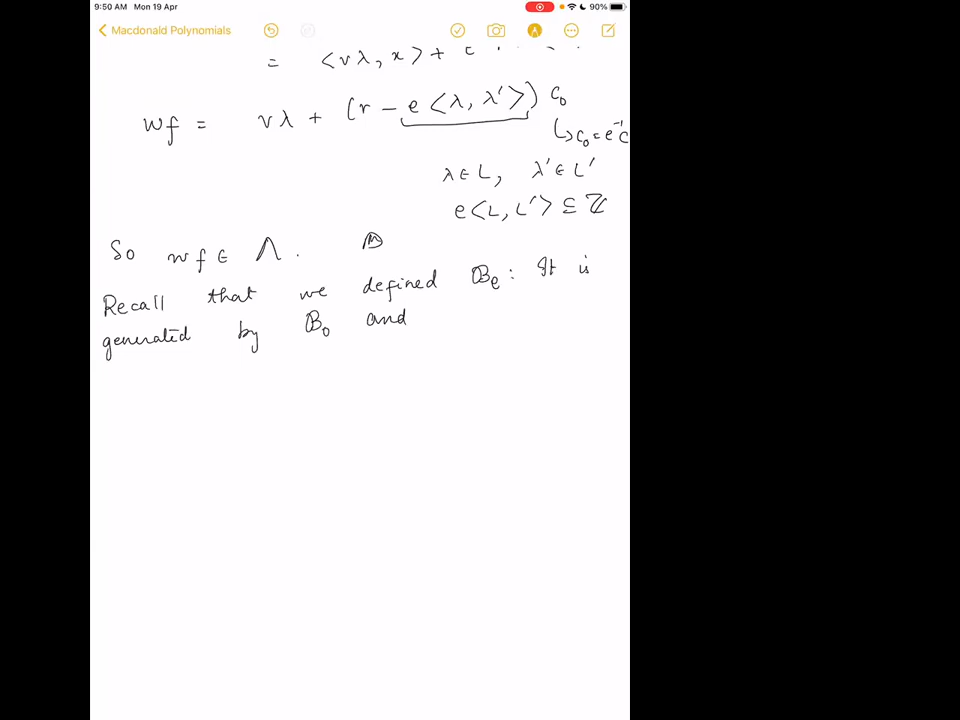 9:50 AM Mon 19 Apr 90%
Macdonald Polynomials
= <vλ, x> +
wf = vλ + (r - e<λ, λ'>) c₀
↳ c₀ = e⁻¹c
λ ∈ L, λ' ∈ L'
e<L, L'> ⊆ ℤ
So wf ∈ Λ.
Recall that we defined 𝔹e : It is
generated by 𝔹₀ and